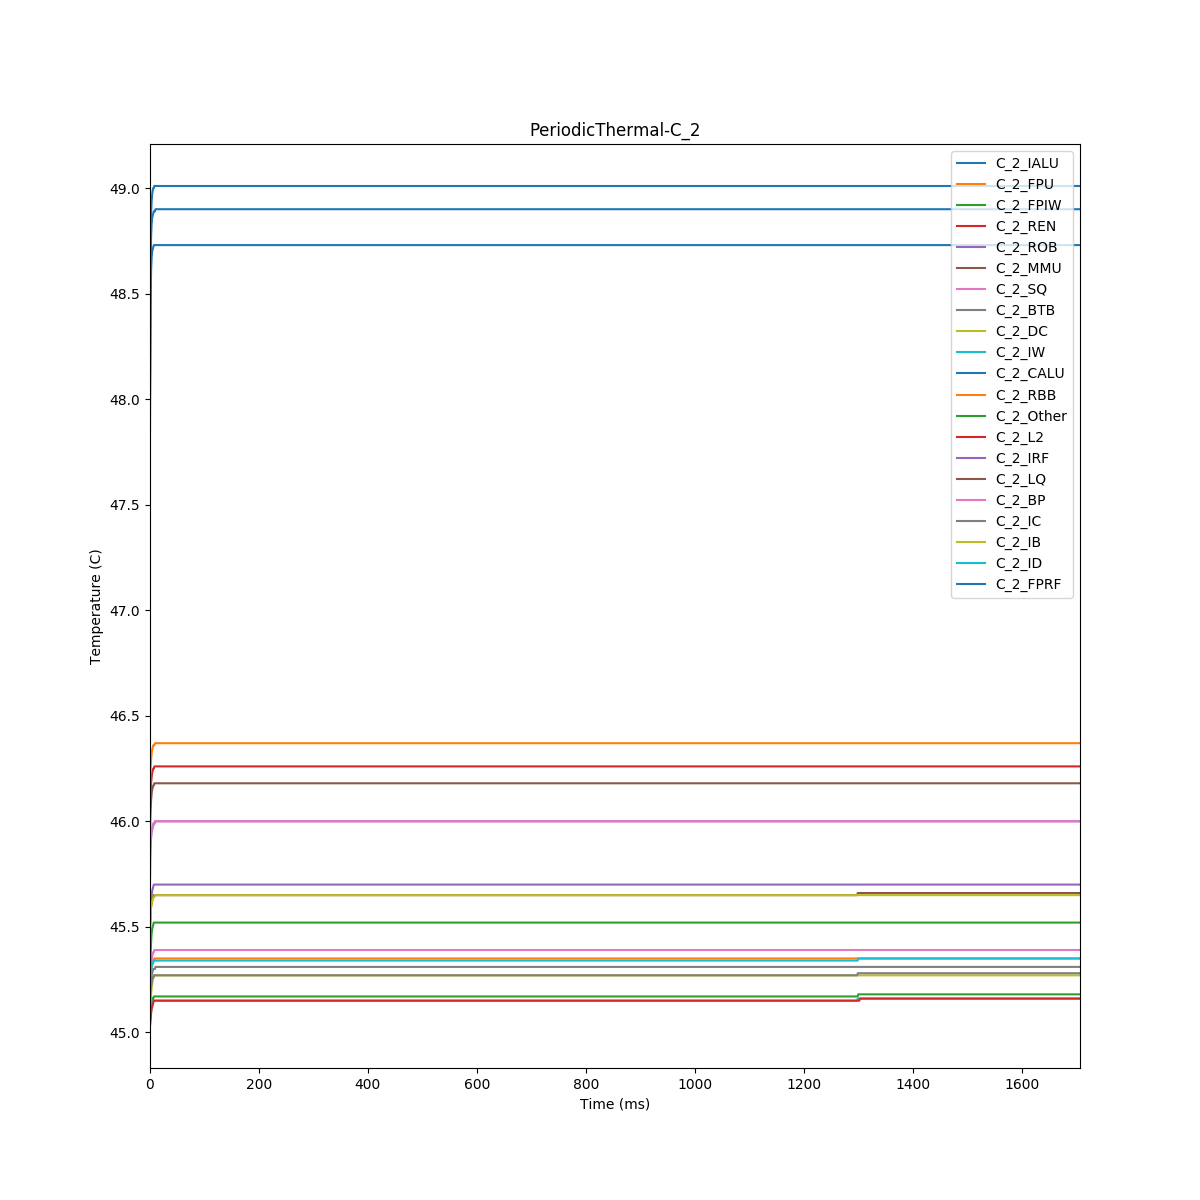 PeriodicThermal-C_2
49.0
48.5
48.0
47.5
47.0
46.5
46.0
45.5
45.0
Temperature (C)
C_2_IALU
C_2_FPU
C_2_FPIW
C_2_REN
C_2_ROB
C_2_MMU
C_2_SQ
C_2_BTB
C_2_DC
C_2_IW
C_2_CALU
C_2_RBB
C_2_Other
C_2_L2
C_2_IRF
C_2_LQ
C_2_BP
C_2_IC
C_2_IB
C_2_ID
C_2_FPRF
0 200 400 600 800 1000 1200 1400 1600
Time (ms)